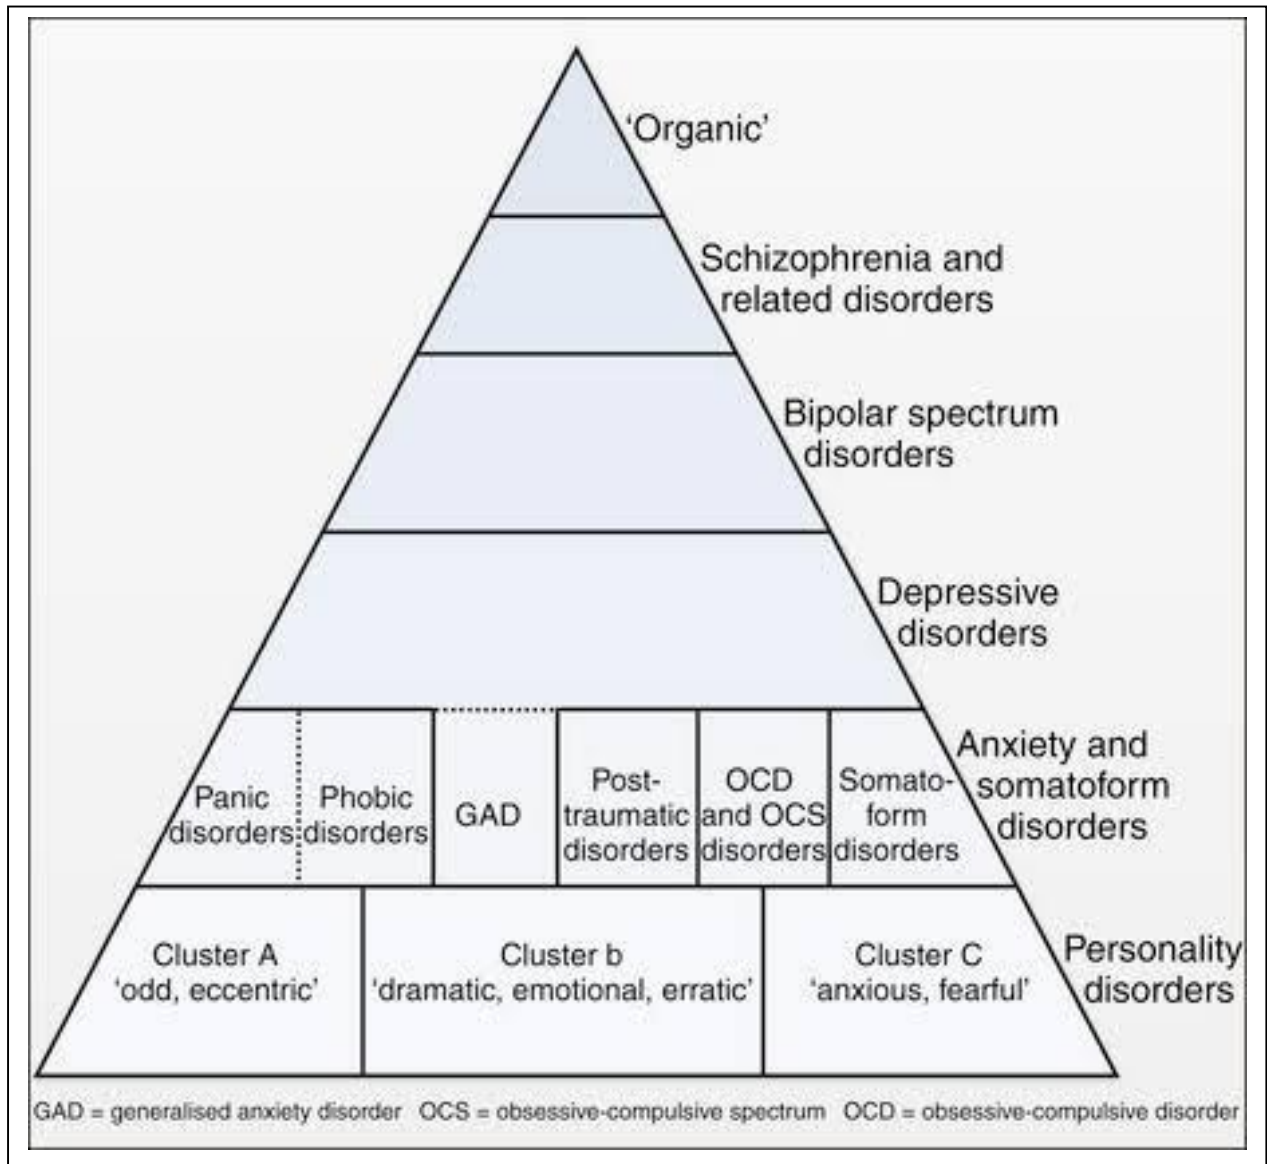 ‘Organic’
Schizophrenia and
related disorders
Bipolar spectrum
disorders
Depressive
disorders
Anxiety and
somatoform
disorders
Panic
disorders
Phobic
disorders
GAD
Post-
traumatic
disorders
OCD
and OCS
disorders
Somato-
form
disorders
Personality
disorders
Cluster A
‘odd, eccentric’
Cluster b
‘dramatic, emotional, erratic’
Cluster C
‘anxious, fearful’
GAD = generalised anxiety disorder OCS = obsessive-compulsive spectrum OCD = obsessive-compulsive disorder